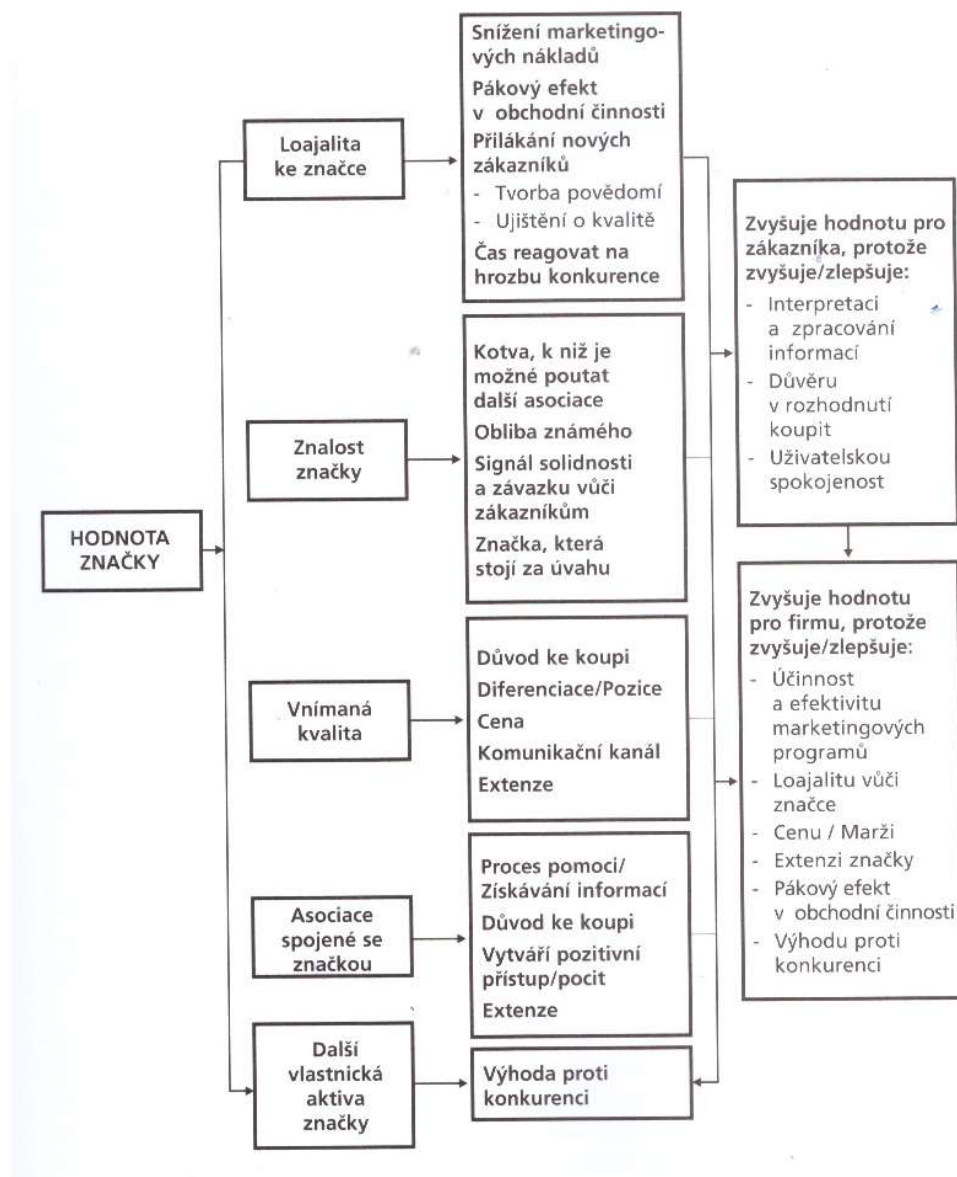 HODNOTA
ZNAČKY
Loajalita
ke značce
Snížení marketingo-
vých nákladů
Pákový efekt
v obchodní činnosti
Přilákání nových
zákazníků
- Tvorba povědomí
- Ujištění o kvalitě
Čas reagovat na
hrozbu konkurence
Znalost
značky
Kotva, k níž je
možné poutat
další asociace
Obliba známého
Signál solidnosti
a závazku vůči
zákazníkům
Značka, která
stojí za úvahu
Vnímaná
kvalita
Důvod ke koupi
Diferenciace/Pozice
Cena
Komunikační kanál
Extenze
Asociace
spojené se
značkou
Proces pomoci/
Získávání informací
Důvod ke koupi
Vytváří pozitivní
přístup/pocit
Extenze
Další
vlastnická
aktiva
značky
Výhoda proti
konkurenci
Zvyšuje hodnotu pro
zákazníka, protože
zvyšuje/zlepšuje:
- Interpretaci
a zpracování
informací
- Důvěru
v rozhodnutí
koupit
- Uživatelskou
spokojenost
Zvyšuje hodnotu
pro firmu, protože
zvyšuje/zlepšuje:
- Účinnost
a efektivitu
marketingových
programů
- Loajalitu vůči
značce
- Cenu / Marži
- Extenzi značky
- Pákový efekt
v obchodní činnosti
- Výhodu proti
konkurenci